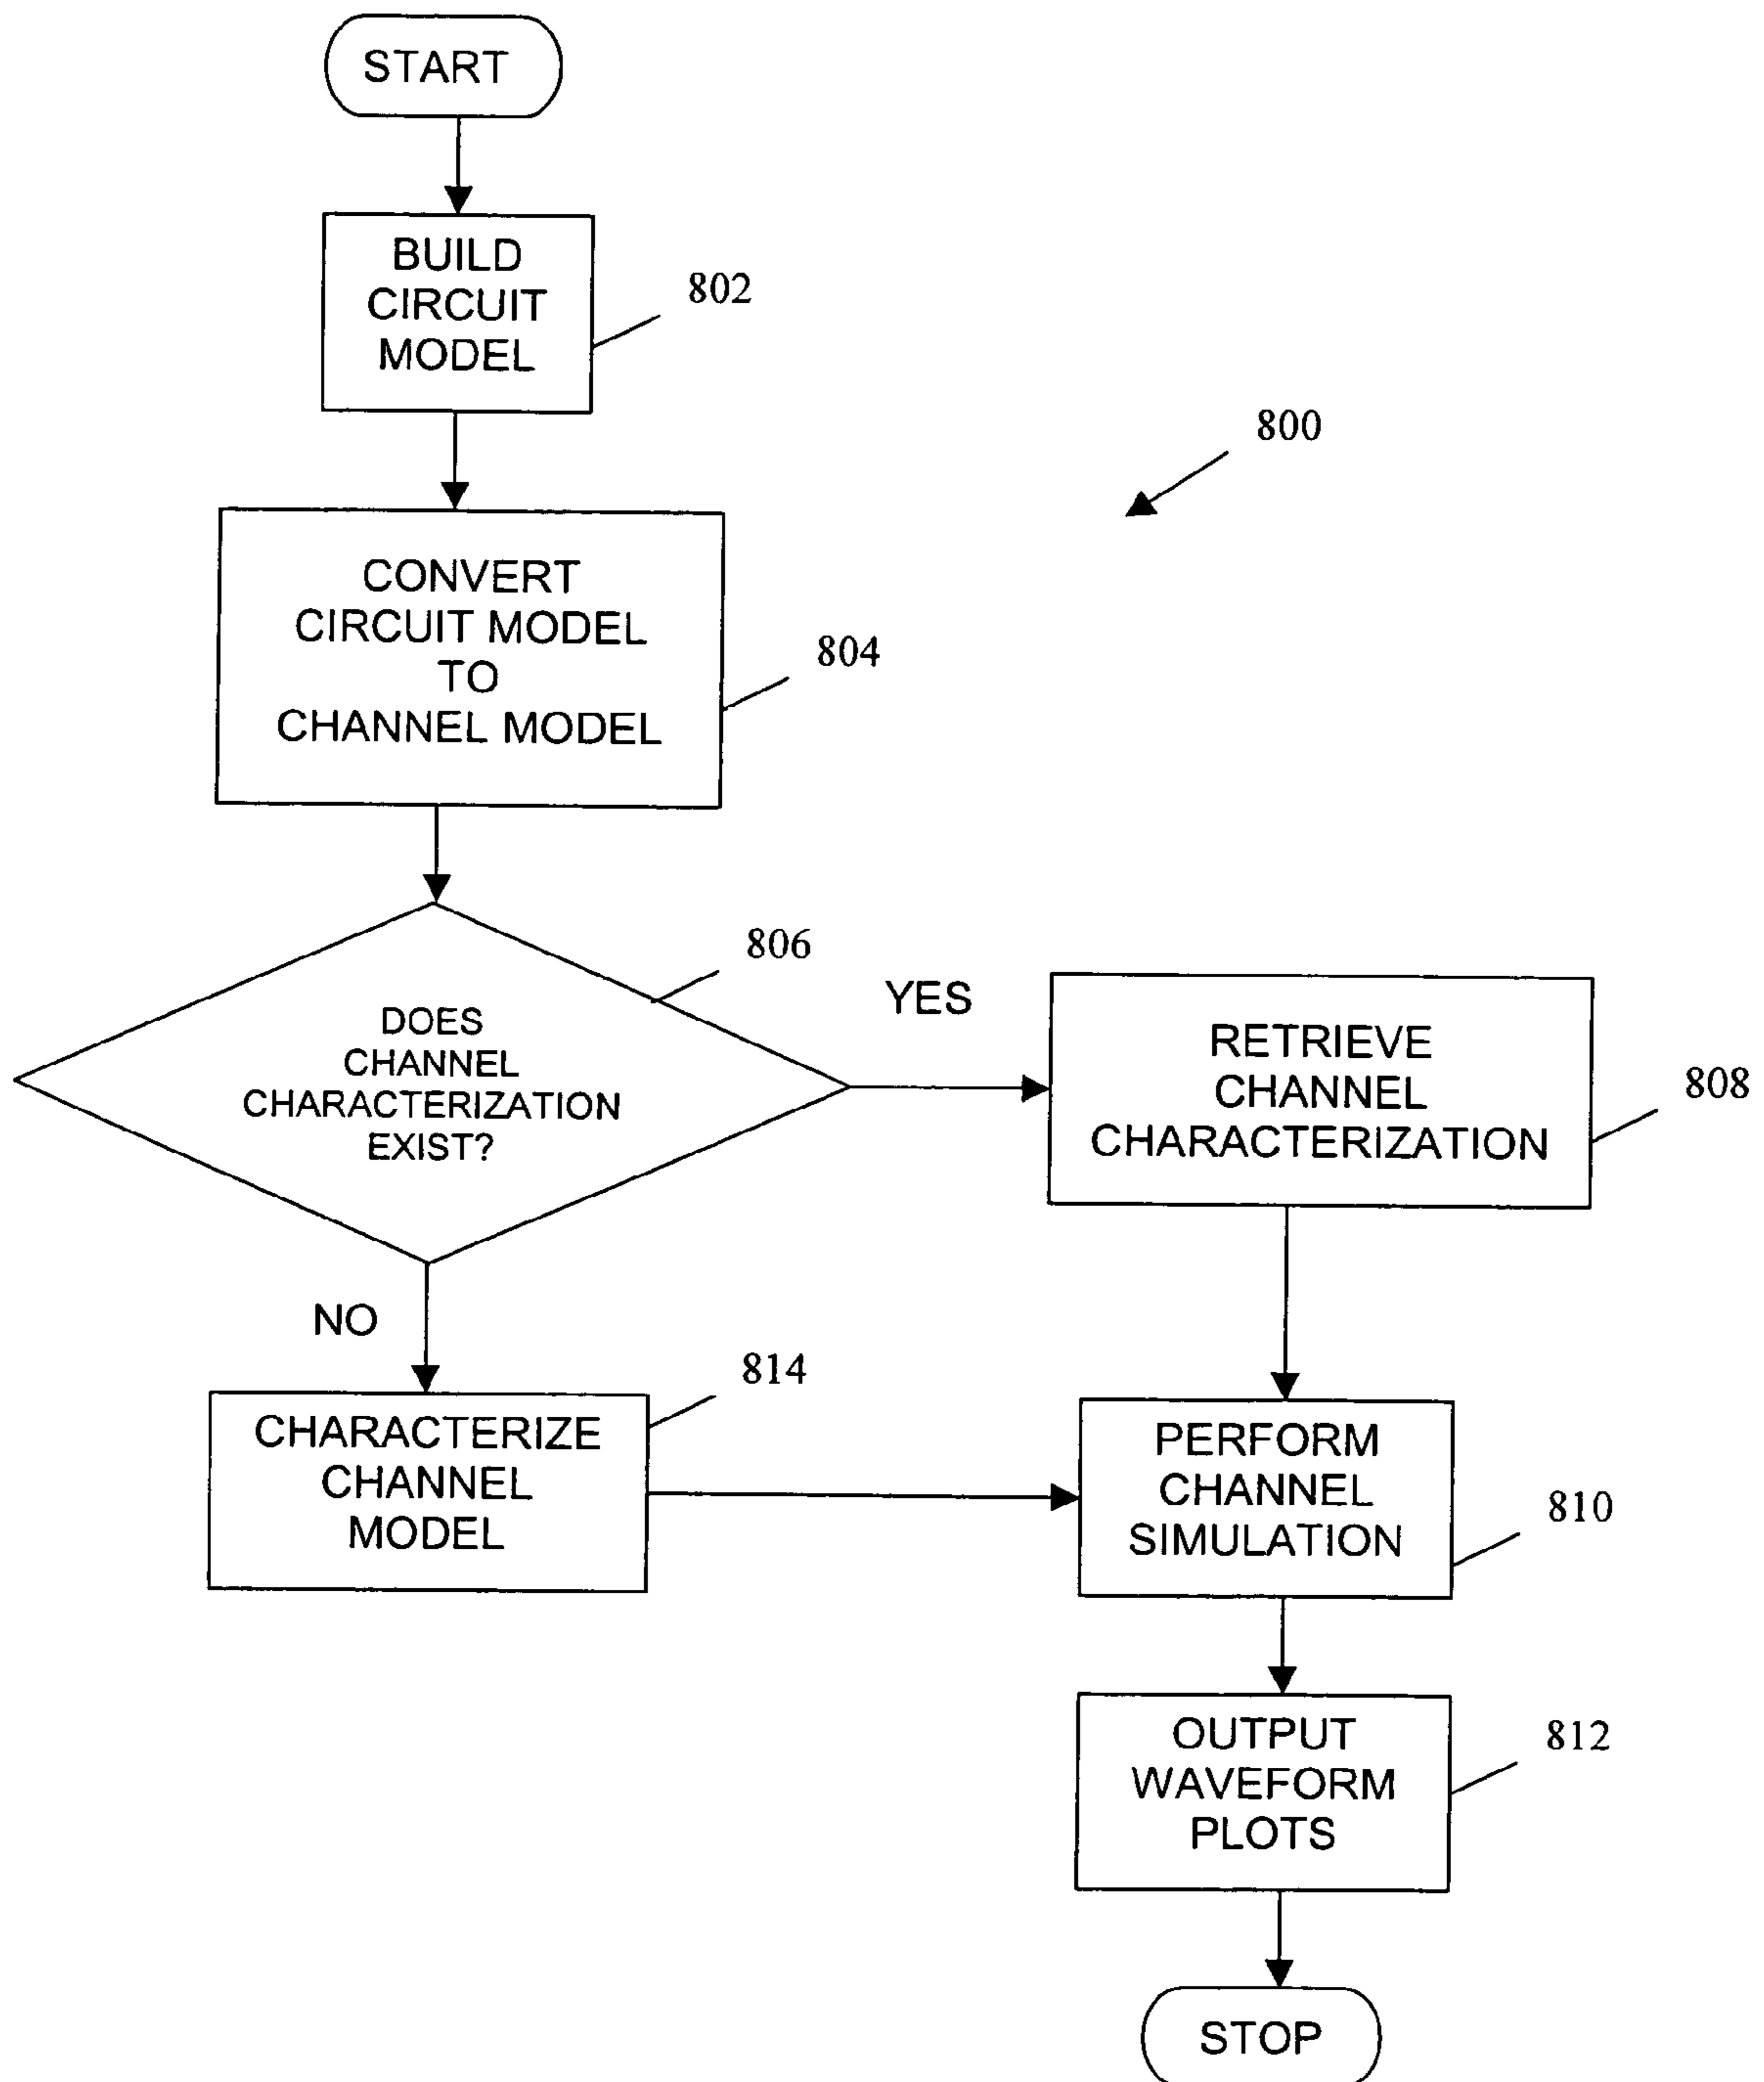 START
BUILD
CIRCUIT
MODEL
802
800
CONVERT
CIRCUIT MODEL
TO
CHANNEL MODEL
804
806
DOES
CHANNEL
CHARACTERIZATION
EXIST?
YES
RETRIEVE
CHANNEL
CHARACTERIZATION
808
NO
814
CHARACTERIZE
CHANNEL
MODEL
PERFORM
CHANNEL
SIMULATION
810
OUTPUT
WAVEFORM
PLOTS
812
STOP